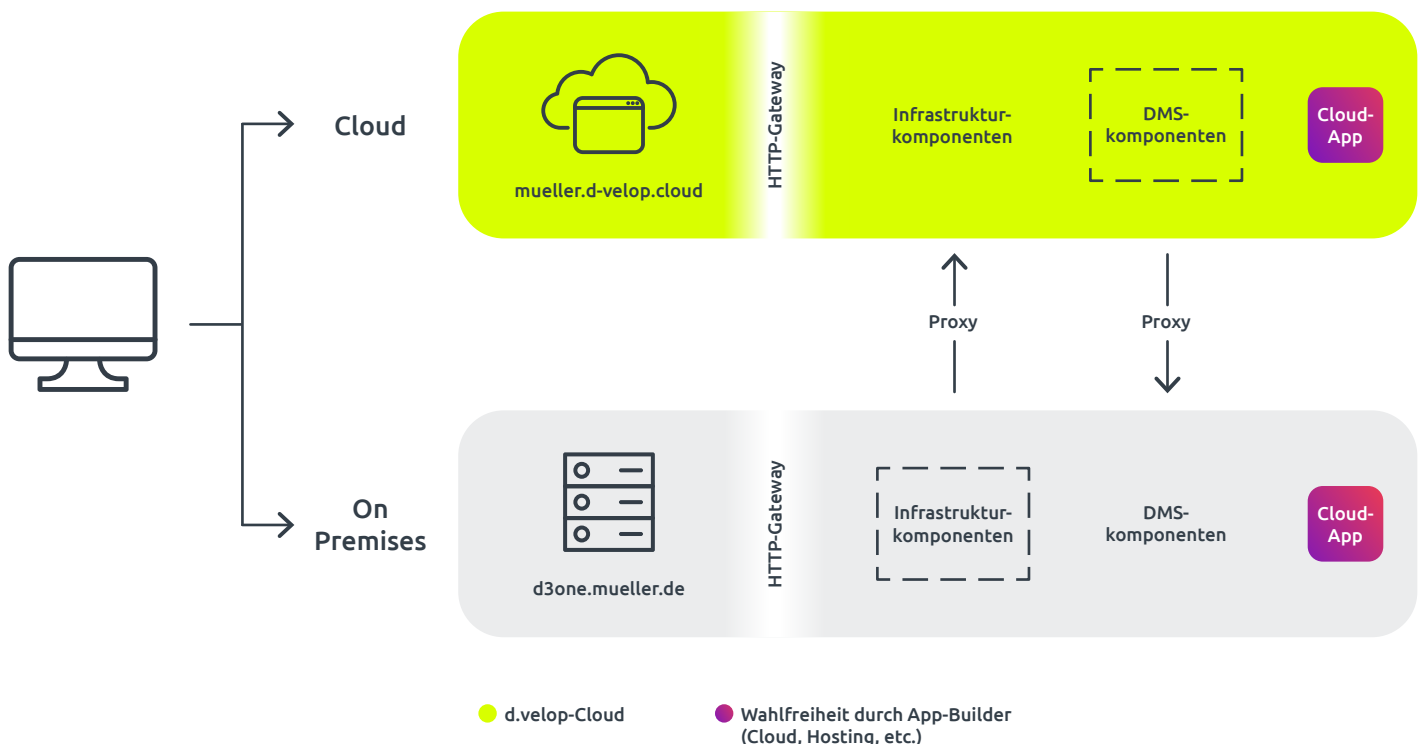 Cloud
mueller.d-velop.cloud
HTTP-Gateway
Infrastruktur-
komponenten
DMS-
komponenten
Cloud-
App
Proxy
Proxy
On
Premises
d3one.mueller.de
HTTP-Gateway
Infrastruktur-
komponenten
DMS-
komponenten
Cloud-
App
d.velop-Cloud
Wahlfreiheit durch App-Builder
(Cloud, Hosting, etc.)